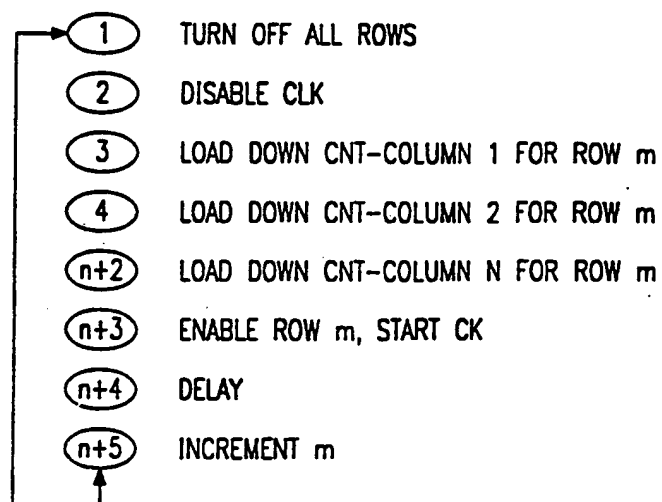 1 TURN OFF ALL ROWS
2 DISABLE CLK
3 LOAD DOWN CNT-COLUMN 1 FOR ROW m
4 LOAD DOWN CNT-COLUMN 2 FOR ROW m
n+2 LOAD DOWN CNT-COLUMN N FOR ROW m
n+3 ENABLE ROW m, START CK
n+4 DELAY
n+5 INCREMENT m